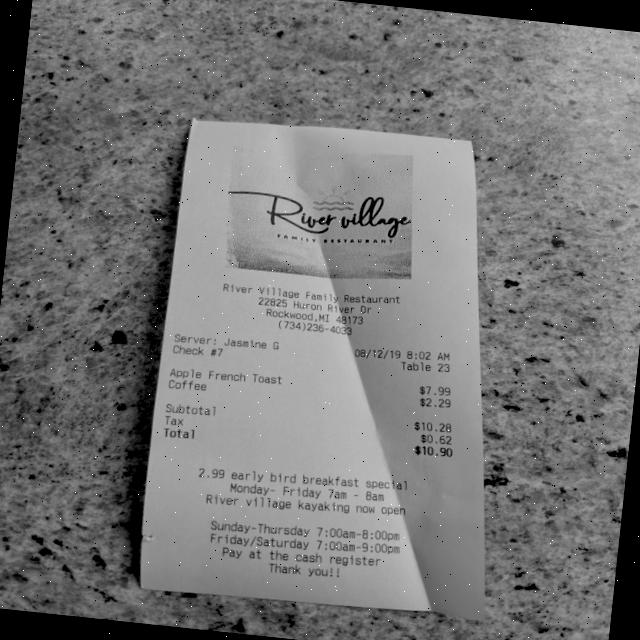 River village
FAMILY RESTAURANT
River Village Family Restaurant
22825 Huron River Dr
Rockwood,MI 48173
(734)236-4033
Server: Jasmine G 08/12/19 8:02 AM
Check #7 Table 23
Apple French Toast $7.99
Coffee $2.29
Subtotal $10.28
Tax $0.62
Total $10.90
2.99 early bird breakfast special
Monday- Friday 7am - 8am
River village kayaking now open
Sunday-Thursday 7:00am-8:00pm
Friday/Saturday 7:00am-9:00pm
Pay at the cash register
Thank you!!